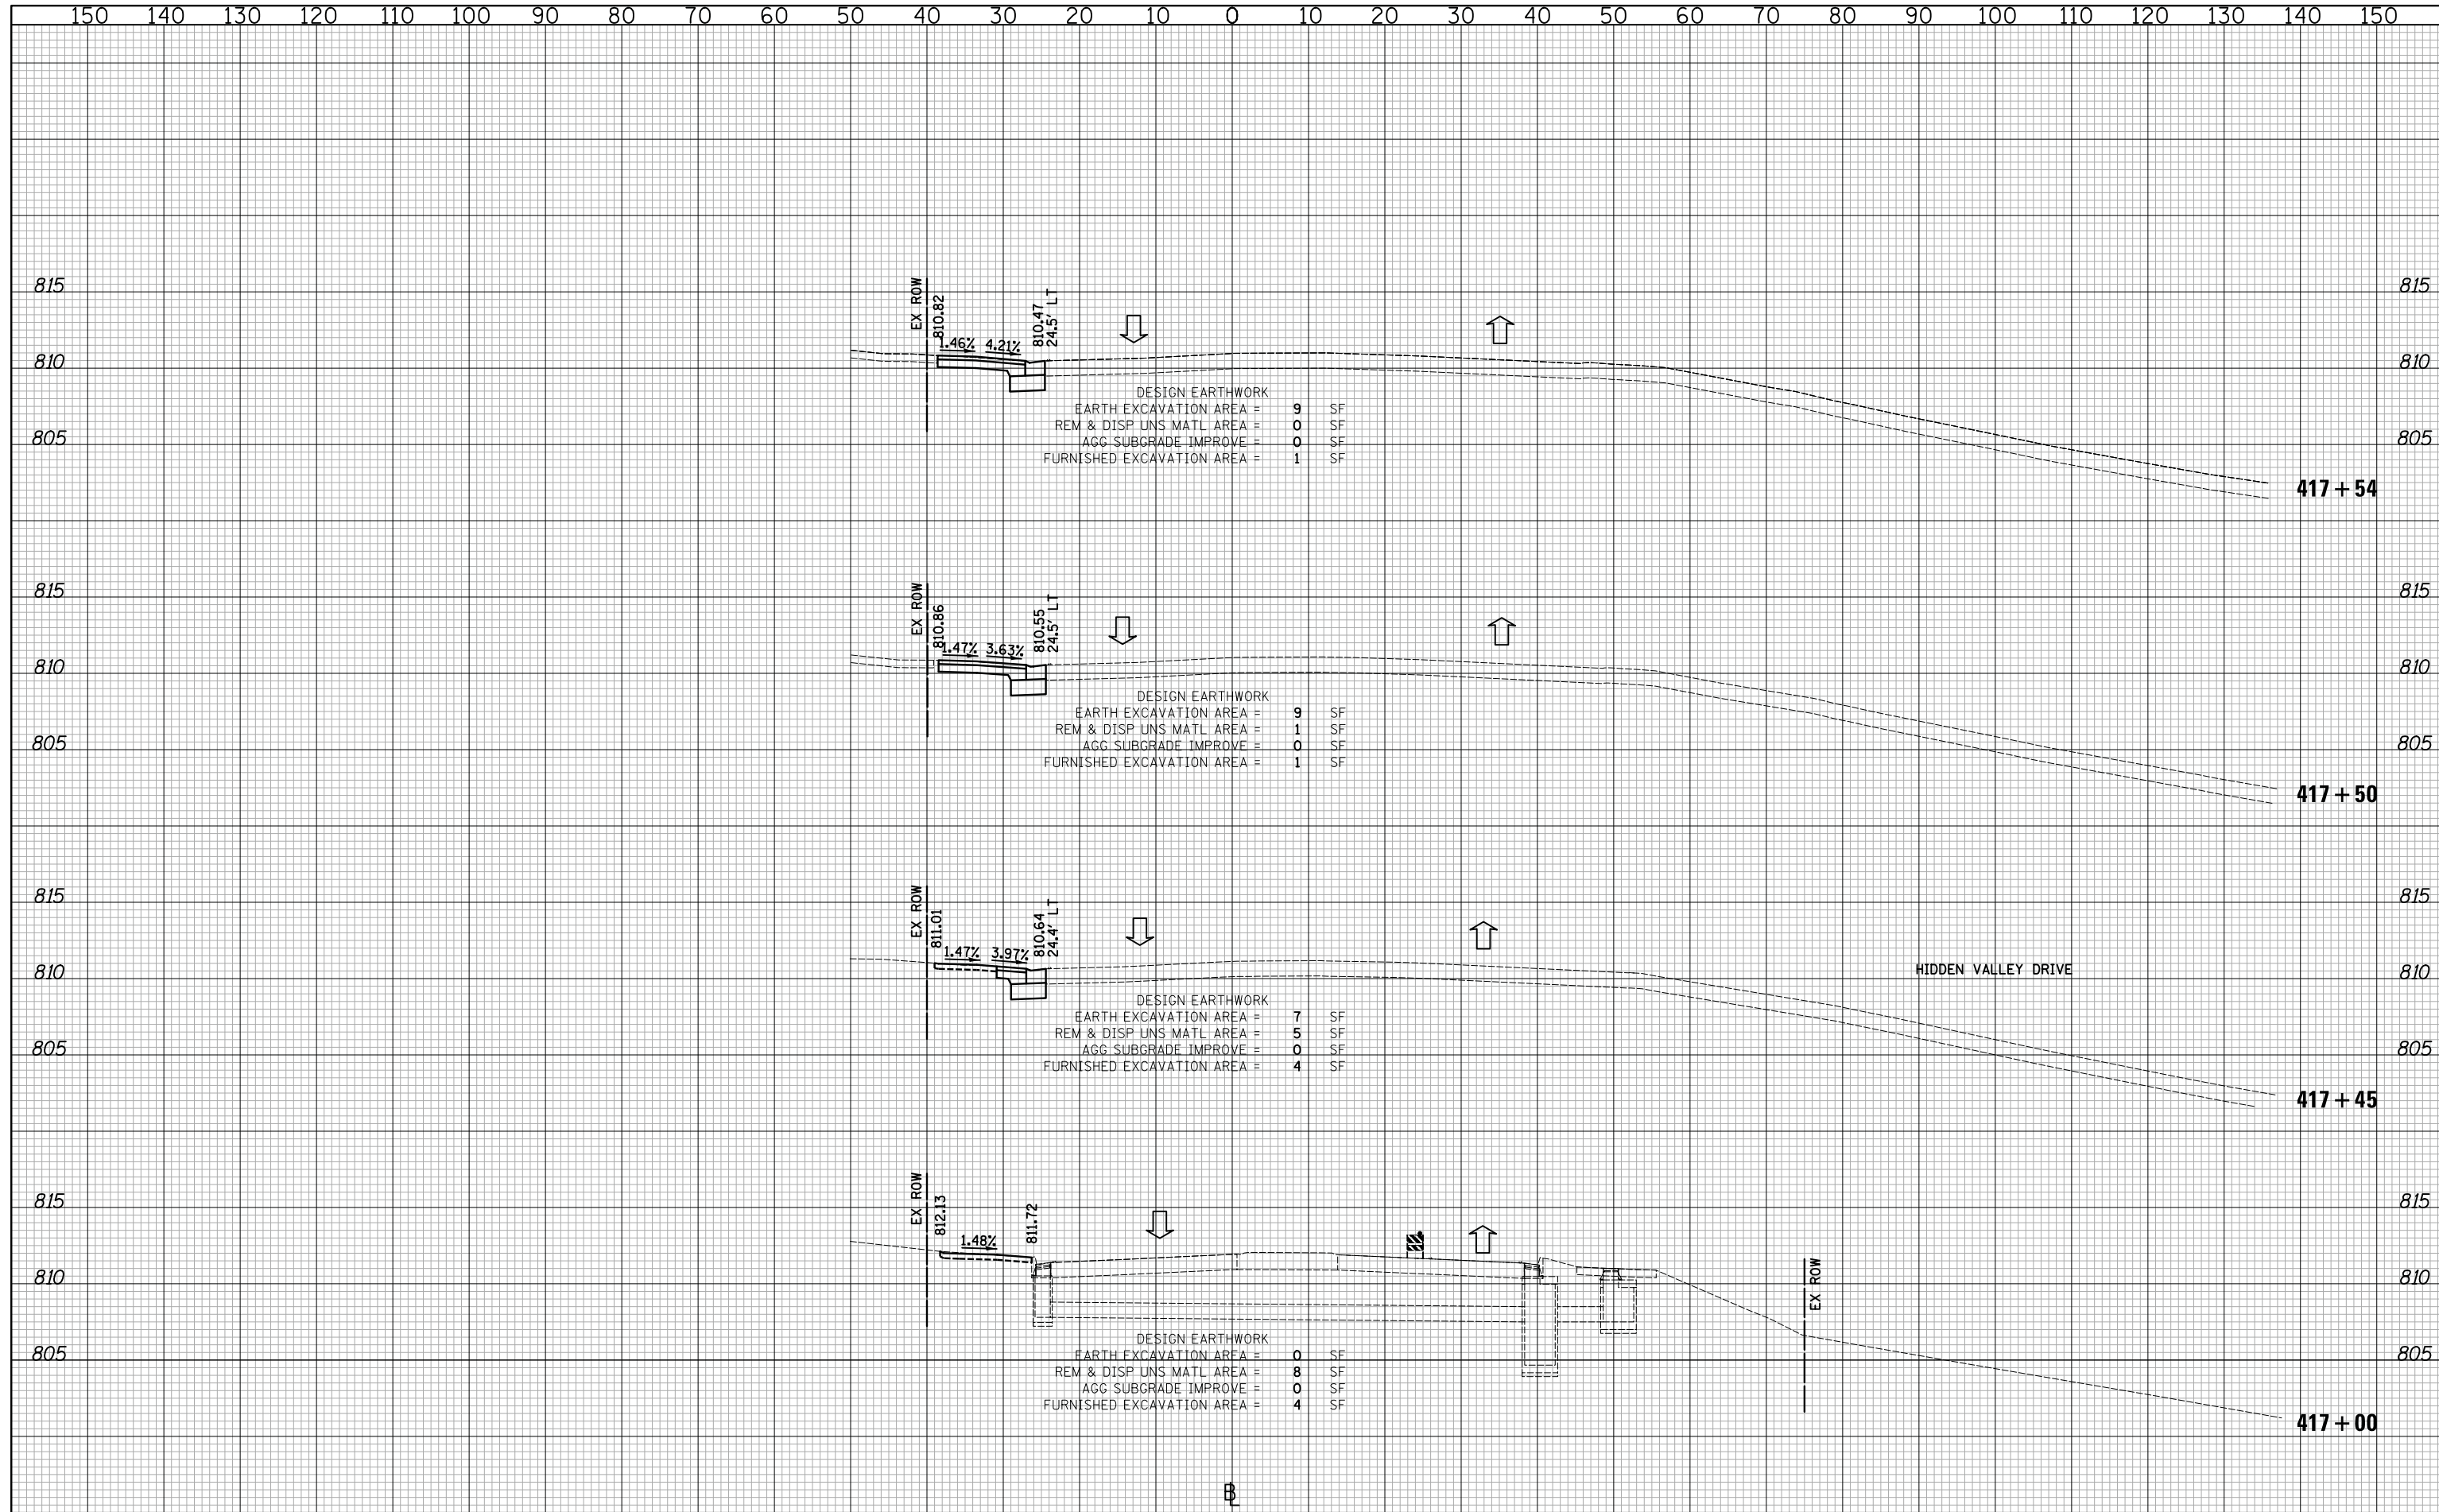 150 140 130 120 110 100 90 80 70 60 50 40 30 20 10 0 10 20 30 40 50 60 70 80 90 100 110 120 130 140 150
815 815
EX ROW
810.82
810.47
24.5' LT
1.46% 4.21%
810 810
DESIGN EARTHWORK
EARTH EXCAVATION AREA = 9 SF
REM & DISP UNS MATL AREA = 0 SF
805 805
AGG SUBGRADE IMPROVE = 0 SF
FURNISHED EXCAVATION AREA = 1 SF
417+54
815 815
EX ROW
810.86
810.55
24.5' LT
1.47% 3.63%
810 810
DESIGN EARTHWORK
EARTH EXCAVATION AREA = 9 SF
REM & DISP UNS MATL AREA = 1 SF
805 805
AGG SUBGRADE IMPROVE = 0 SF
FURNISHED EXCAVATION AREA = 1 SF
417+50
815 815
EX ROW
811.01
810.64
24.4' LT
1.47% 3.97%
810 HIDDEN VALLEY DRIVE 810
DESIGN EARTHWORK
EARTH EXCAVATION AREA = 7 SF
REM & DISP UNS MATL AREA = 5 SF
805 805
AGG SUBGRADE IMPROVE = 0 SF
FURNISHED EXCAVATION AREA = 4 SF
417+45
815 815
EX ROW
812.13
811.72
1.48%
810 810
EX ROW
DESIGN EARTHWORK
805 805
EARTH EXCAVATION AREA = 0 SF
REM & DISP UNS MATL AREA = 8 SF
AGG SUBGRADE IMPROVE = 0 SF
FURNISHED EXCAVATION AREA = 4 SF
417+00
BL